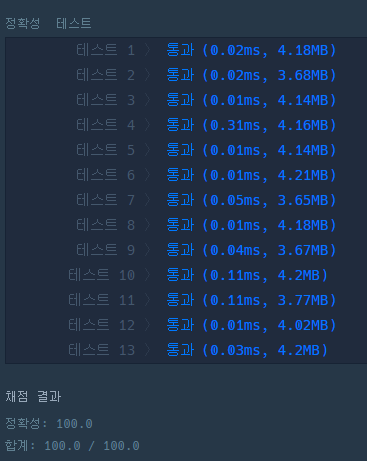 정확성 테스트
테스트 1 〉 통과 (0.02ms, 4.18MB)
테스트 2 〉 통과 (0.02ms, 3.68MB)
테스트 3 〉 통과 (0.01ms, 4.14MB)
테스트 4 〉 통과 (0.31ms, 4.16MB)
테스트 5 〉 통과 (0.01ms, 4.14MB)
테스트 6 〉 통과 (0.01ms, 4.21MB)
테스트 7 〉 통과 (0.05ms, 3.65MB)
테스트 8 〉 통과 (0.01ms, 4.18MB)
테스트 9 〉 통과 (0.04ms, 3.67MB)
테스트 10 〉 통과 (0.11ms, 4.2MB)
테스트 11 〉 통과 (0.11ms, 3.77MB)
테스트 12 〉 통과 (0.01ms, 4.02MB)
테스트 13 〉 통과 (0.03ms, 4.2MB)
채점 결과
정확성: 100.0
합계: 100.0 / 100.0